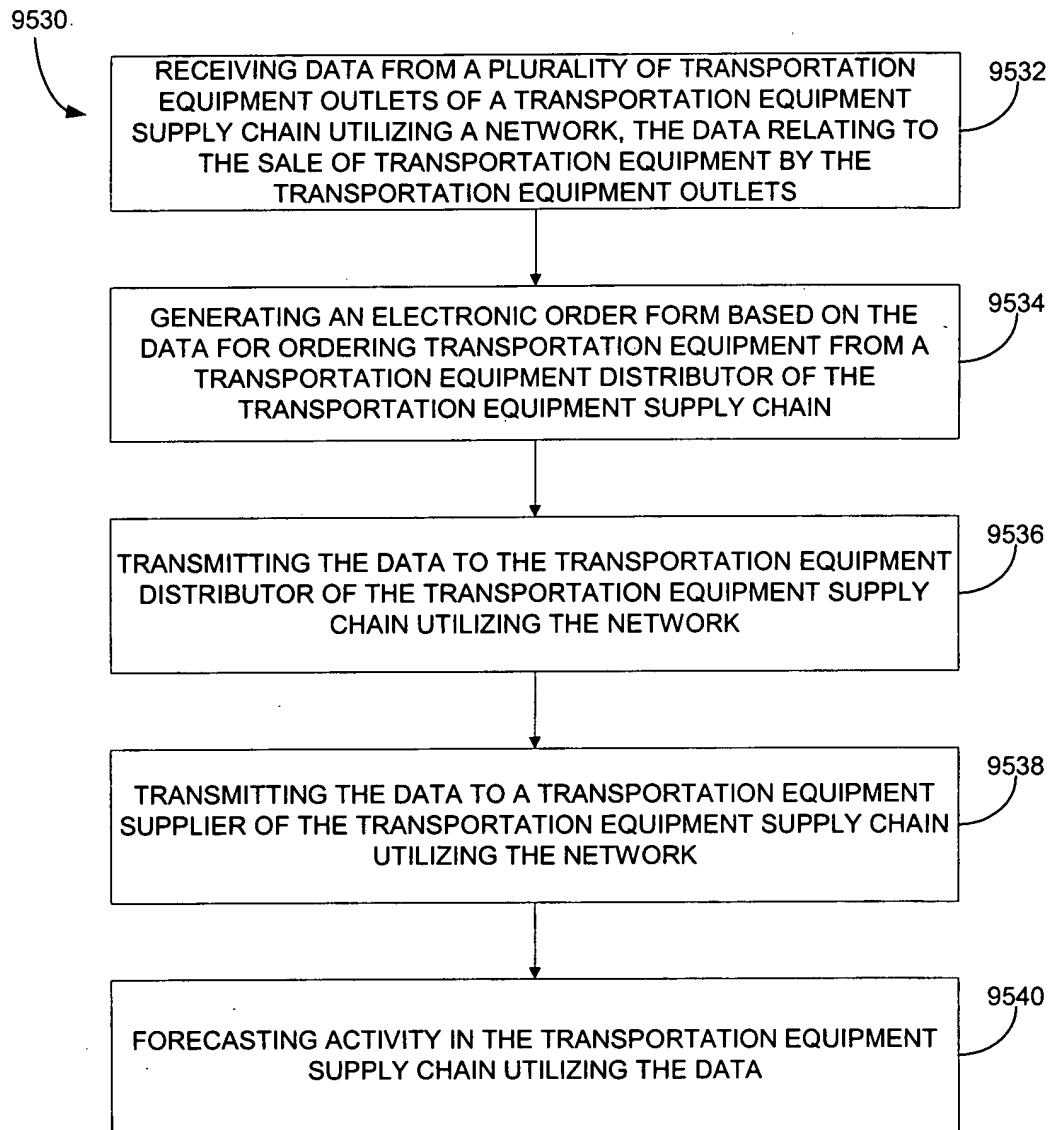 9530
RECEIVING DATA FROM A PLURALITY OF TRANSPORTATION
EQUIPMENT OUTLETS OF A TRANSPORTATION EQUIPMENT
SUPPLY CHAIN UTILIZING A NETWORK, THE DATA RELATING TO
THE SALE OF TRANSPORTATION EQUIPMENT BY THE
TRANSPORTATION EQUIPMENT OUTLETS
9532
GENERATING AN ELECTRONIC ORDER FORM BASED ON THE
DATA FOR ORDERING TRANSPORTATION EQUIPMENT FROM A
TRANSPORTATION EQUIPMENT DISTRIBUTOR OF THE
TRANSPORTATION EQUIPMENT SUPPLY CHAIN
9534
TRANSMITTING THE DATA TO THE TRANSPORTATION EQUIPMENT
DISTRIBUTOR OF THE TRANSPORTATION EQUIPMENT SUPPLY
CHAIN UTILIZING THE NETWORK
9536
TRANSMITTING THE DATA TO A TRANSPORTATION EQUIPMENT
SUPPLIER OF THE TRANSPORTATION EQUIPMENT SUPPLY CHAIN
UTILIZING THE NETWORK
9538
FORECASTING ACTIVITY IN THE TRANSPORTATION EQUIPMENT
SUPPLY CHAIN UTILIZING THE DATA
9540